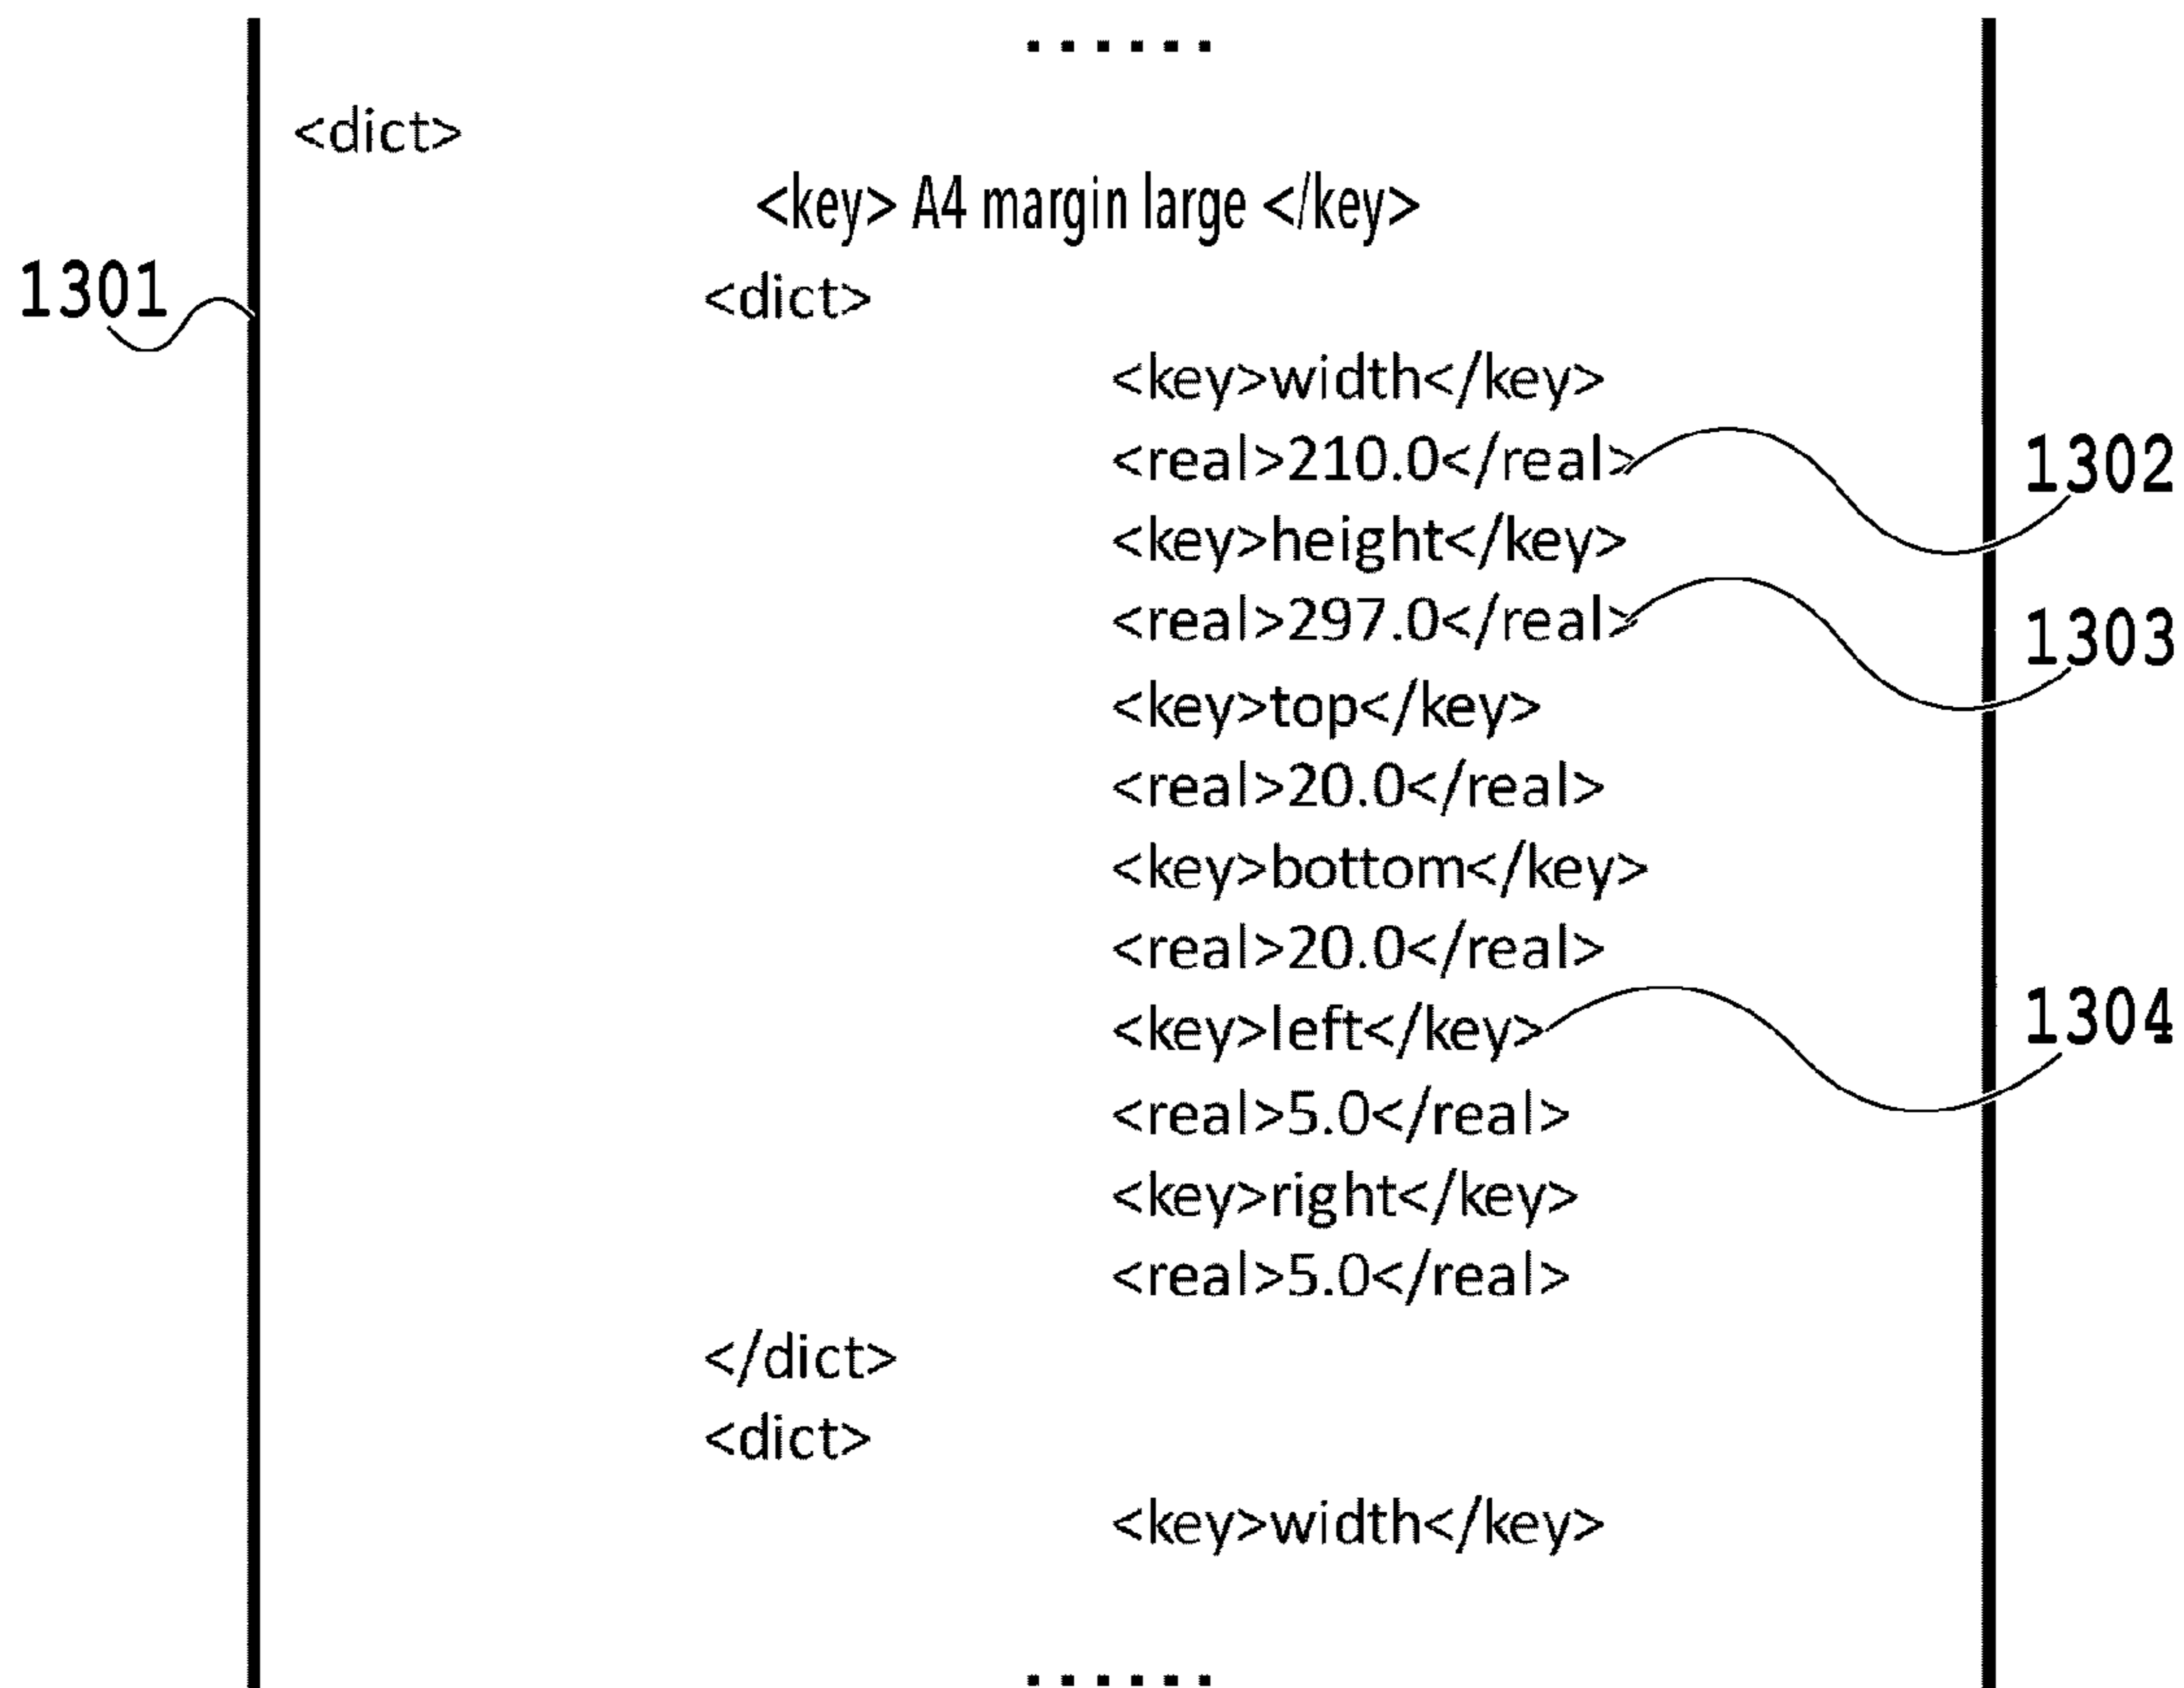 ......
<dict>
<key> A4 margin large </key>
1301
<dict>
<key>width</key>
<real>210.0</real>
1302
<key>height</key>
<real>297.0</real>
1303
<key>top</key>
<real>20.0</real>
<key>bottom</key>
<real>20.0</real>
<key>left</key>
1304
<real>5.0</real>
<key>right</key>
<real>5.0</real>
</dict>
<dict>
<key>width</key>
......